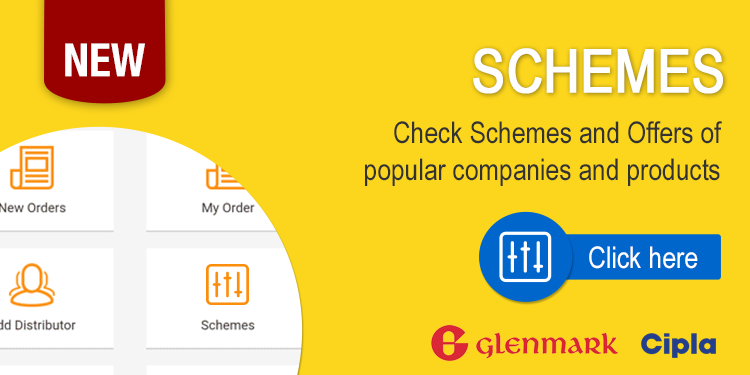 NEW
SCHEMES
Check Schemes and Offers of
popular companies and products
New Orders
My Order
dd Distributor
Schemes
Click here
GLENMARK
Cipla